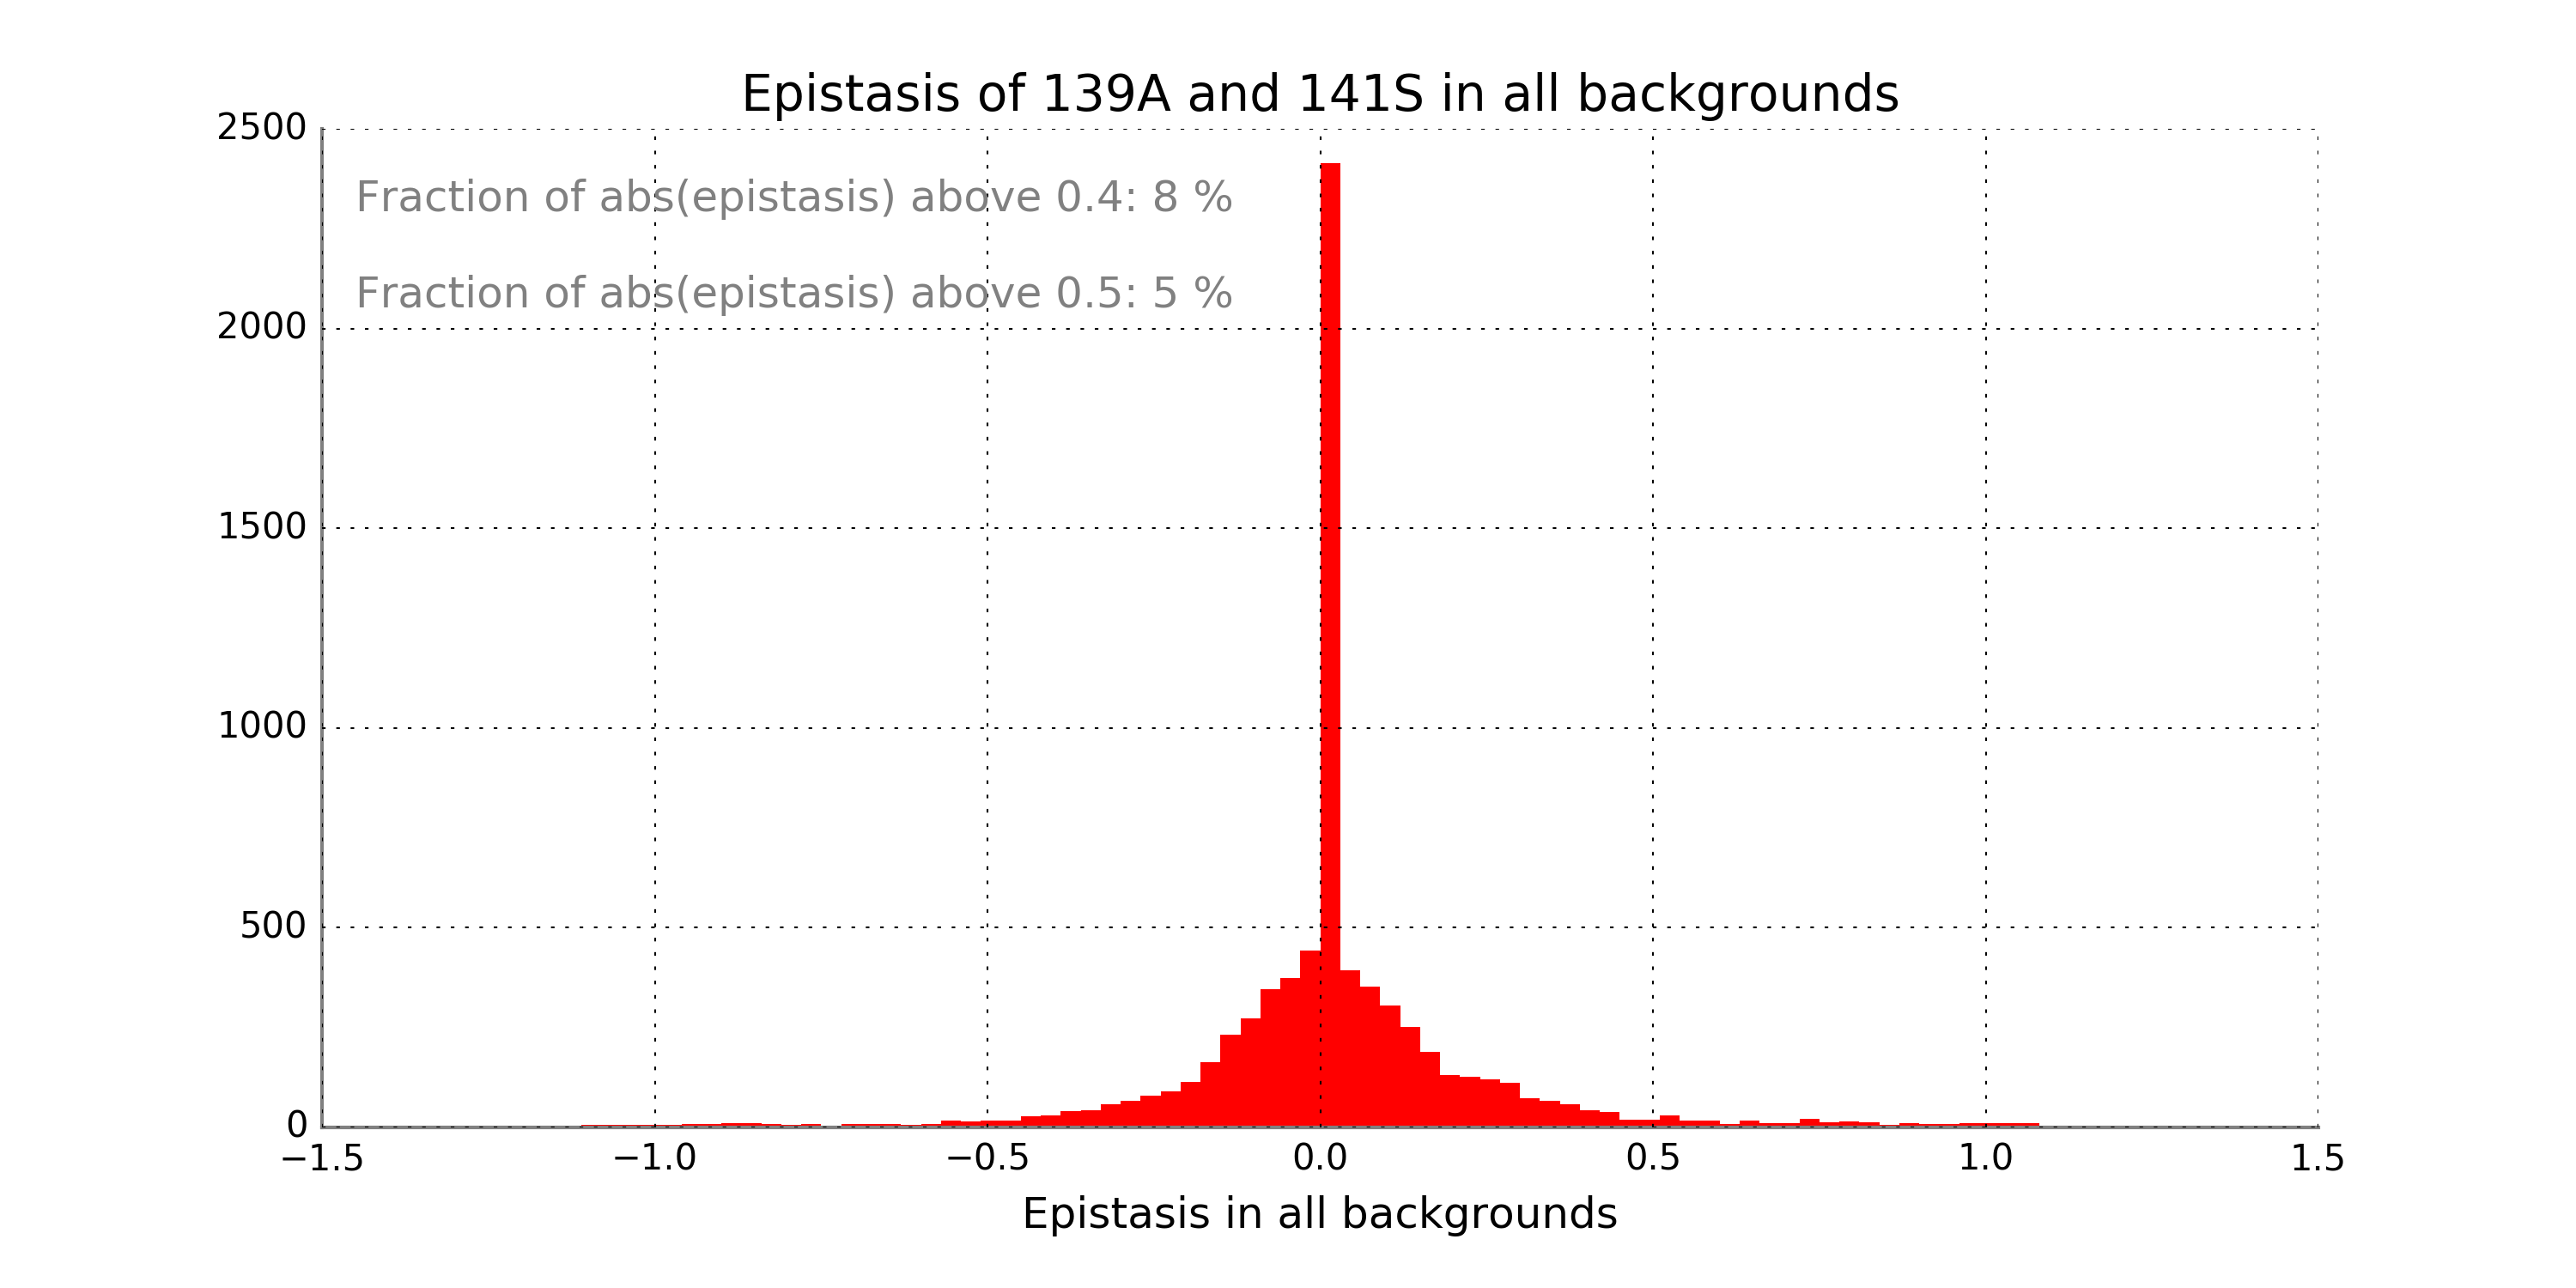 Epistasis of 139A and 141S in all backgrounds
2500
Fraction of abs(epistasis) above 0.4: 8 %
Fraction of abs(epistasis) above 0.5: 5 %
2000
1500
1000
500
0
−1.5 −1.0 −0.5 0.0 0.5 1.0 1.5
Epistasis in all backgrounds